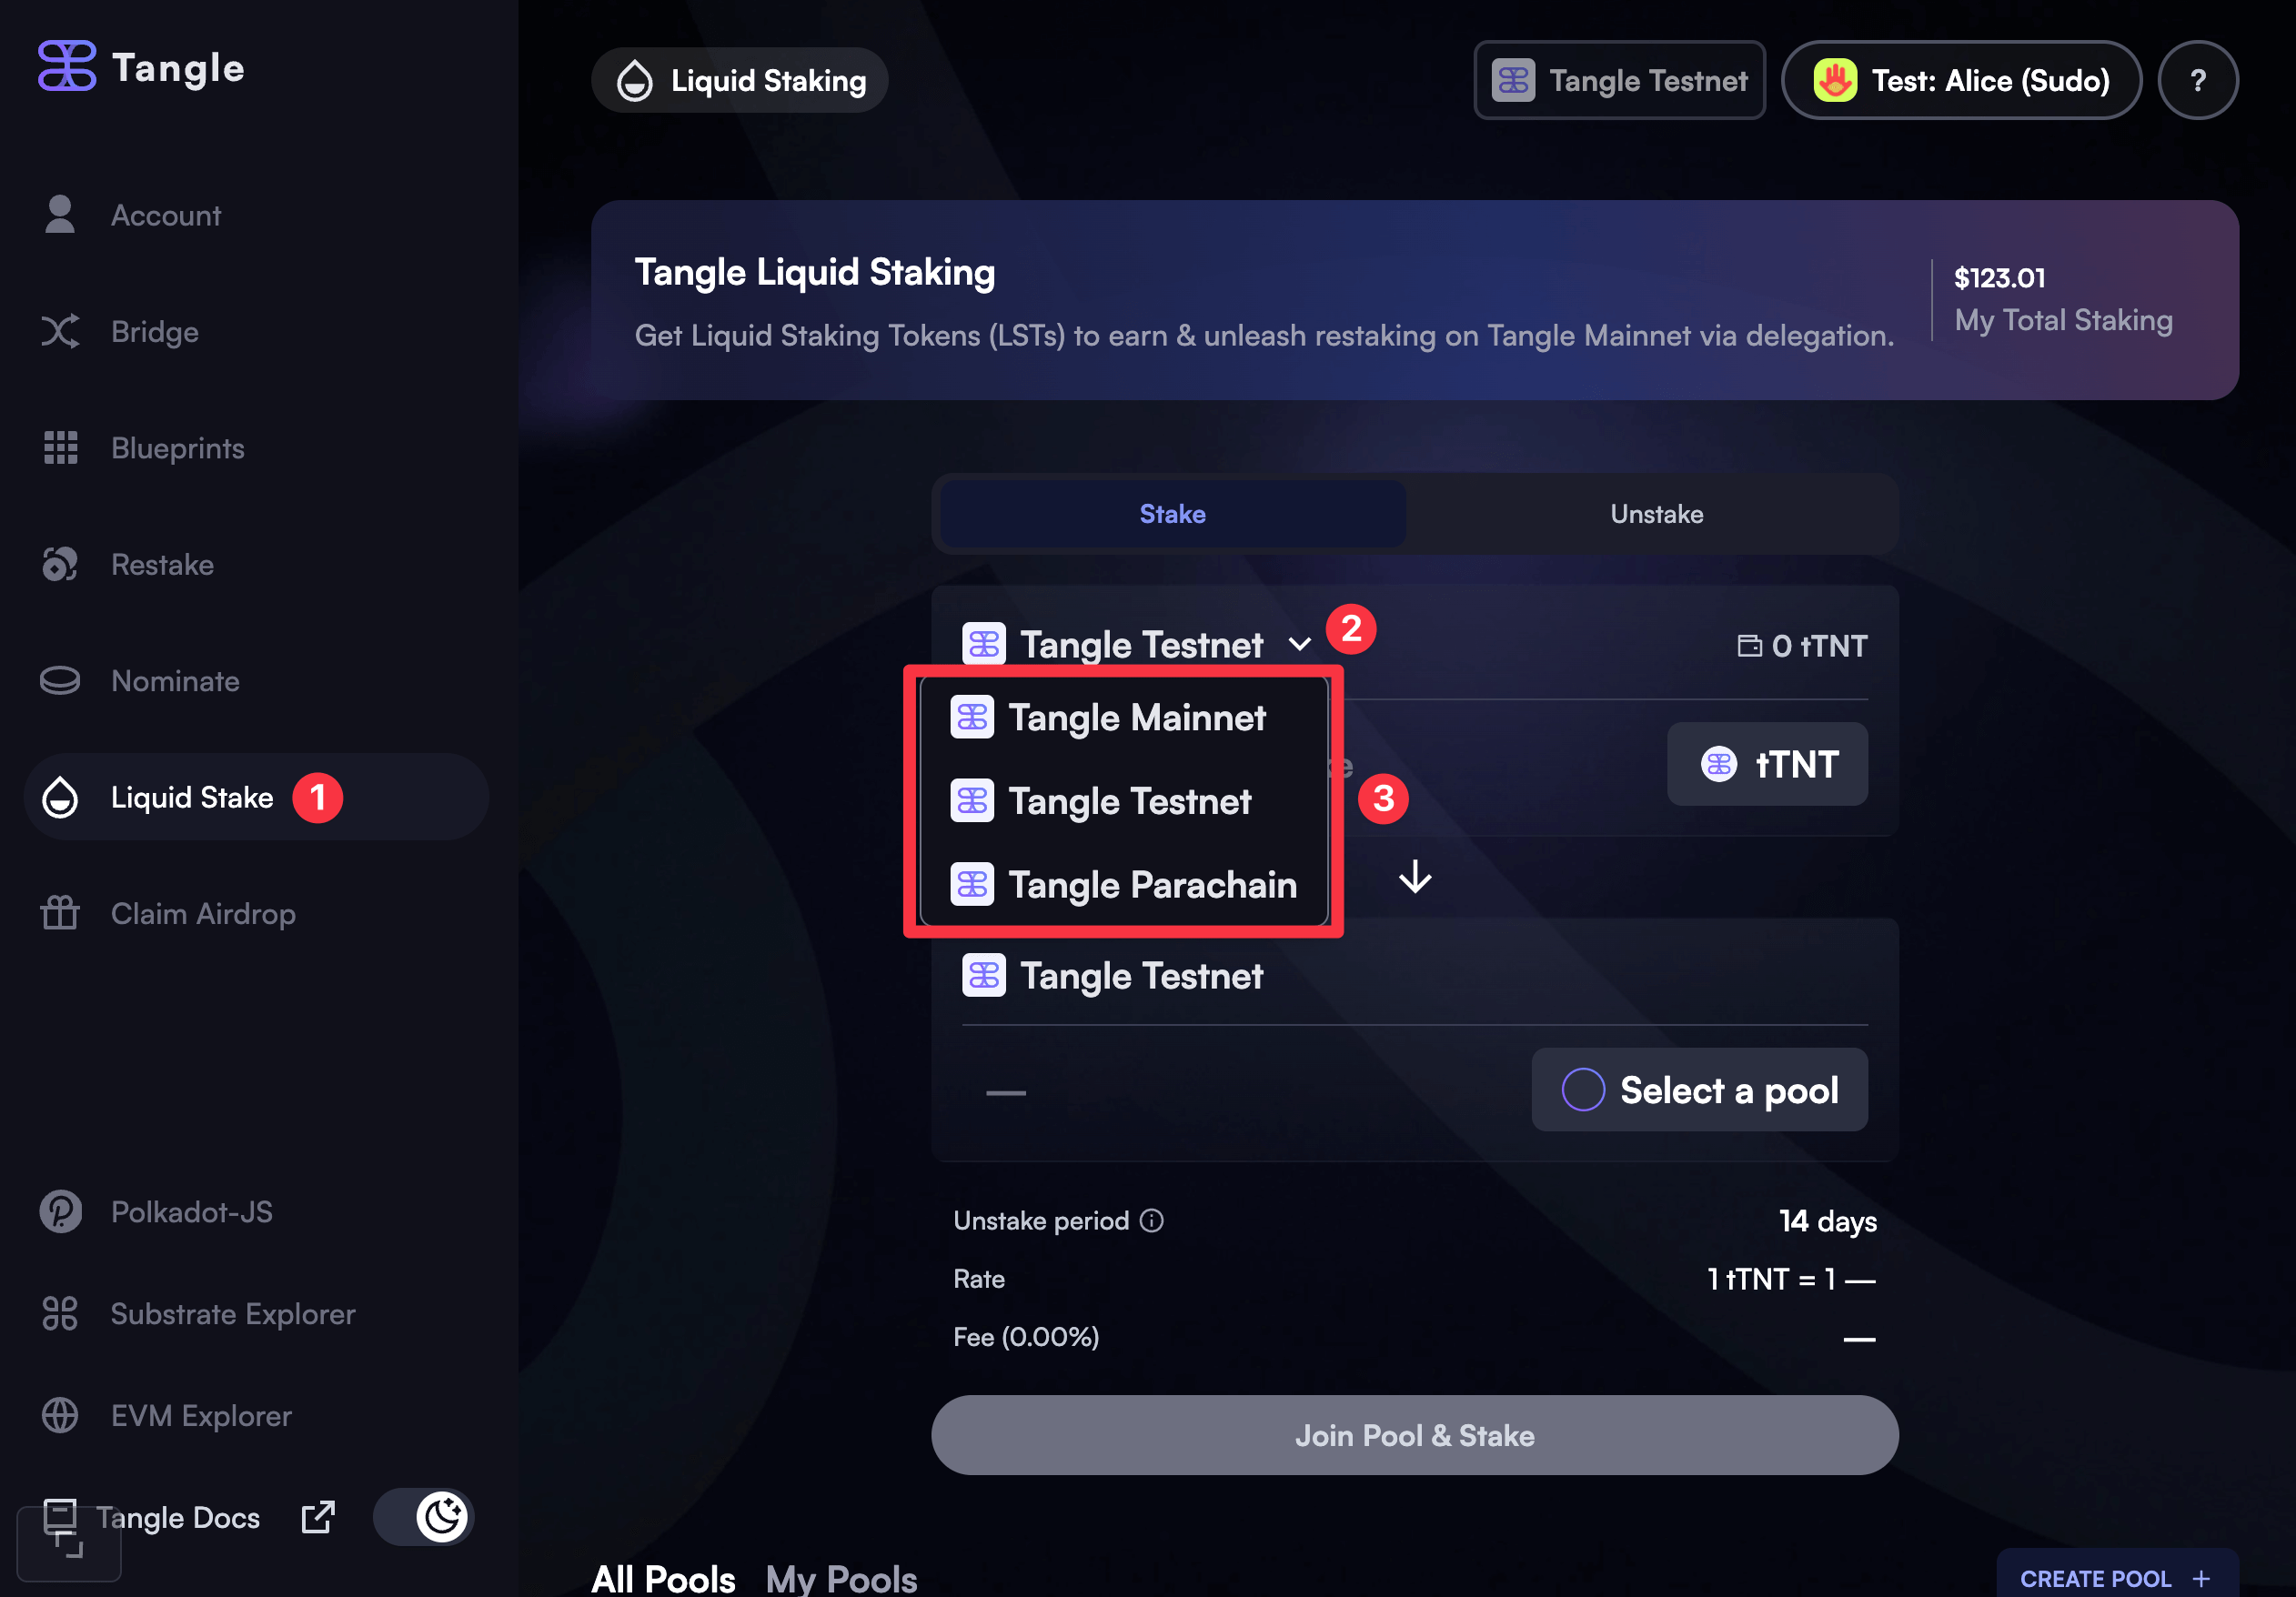 Tangle
Account
Bridge
Blueprints
Restake
Nominate
Liquid Stake 1
Claim Airdrop
Polkadot-JS
Substrate Explorer
EVM Explorer
Tangle Docs
Liquid Staking
Tangle Testnet
Test: Alice (Sudo)
?
Tangle Liquid Staking
Get Liquid Staking Tokens (LSTs) to earn & unleash restaking on Tangle Mainnet via delegation.
$123.01
My Total Staking
Stake
Unstake
Tangle Testnet 2
0 tTNT
Tangle Mainnet
Tangle Testnet
Tangle Parachain
3
tTNT
Tangle Testnet
—
Select a pool
Unstake period
14 days
Rate
1 tTNT = 1 —
Fee (0.00%)
—
Join Pool & Stake
All Pools
My Pools
CREATE POOL +